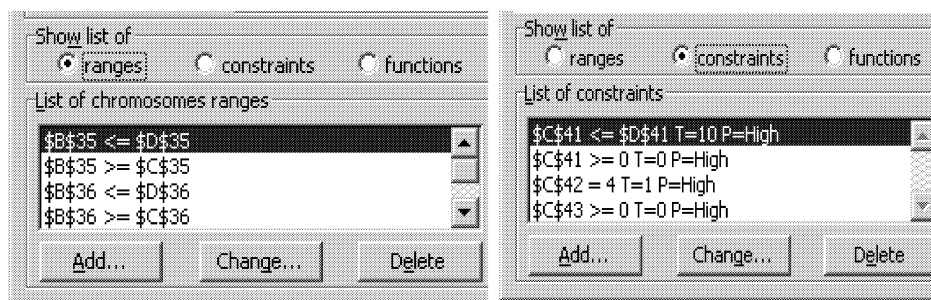 Show list of
ranges constraints functions
List of chromosomes ranges
$B$35 <= $D$35
$B$35 >= $C$35
$B$36 <= $D$36
$B$36 >= $C$36
Add... Change... Delete
Show list of
ranges constraints functions
List of constraints
$C$41 <= $D$41 T=10 P=High
$C$41 >= 0 T=0 P=High
$C$42 = 4 T=1 P=High
$C$43 >= 0 T=0 P=High
Add... Change... Delete